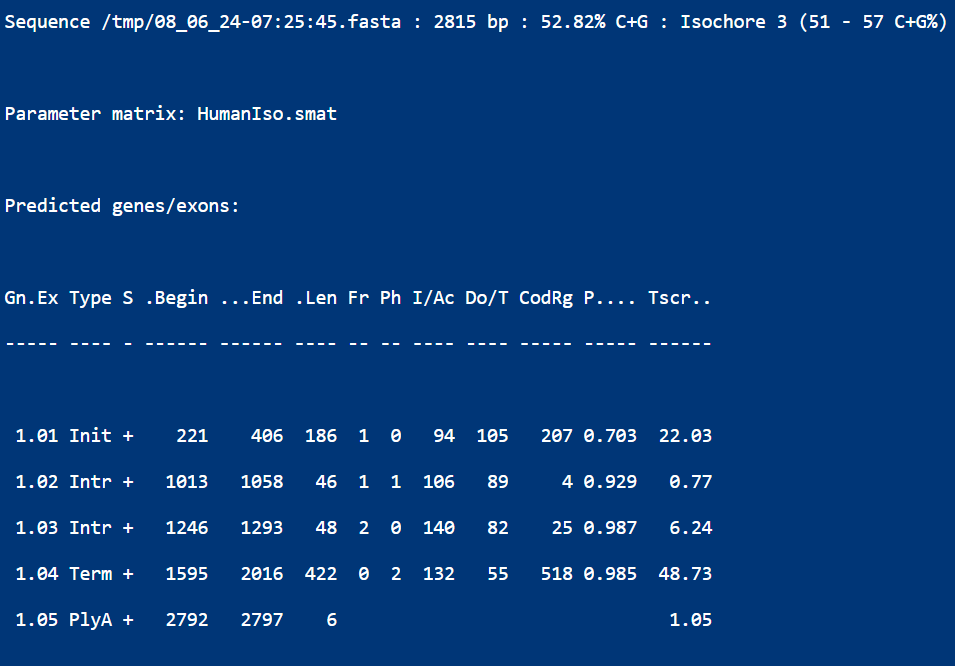 Sequence /tmp/08_06_24-07:25:45.fasta : 2815 bp : 52.82% C+G : Isochore 3 (51 - 57 C+G%)
Parameter matrix: HumanIso.smat
Predicted genes/exons:
Gn.Ex Type S .Begin ...End .Len Fr Ph I/Ac Do/T CodRg P.... Tscr..
----- ---- - ------ ------ ---- -- -- ---- ---- ----- ----- ------
 1.01 Init +    221    406  186  1  0   94  105   207 0.703  22.03
 1.02 Intr +   1013   1058   46  1  1  106   89     4 0.929   0.77
 1.03 Intr +   1246   1293   48  2  0  140   82    25 0.987   6.24
 1.04 Term +   1595   2016  422  0  2  132   55   518 0.985  48.73
 1.05 PlyA +   2792   2797    6                               1.05